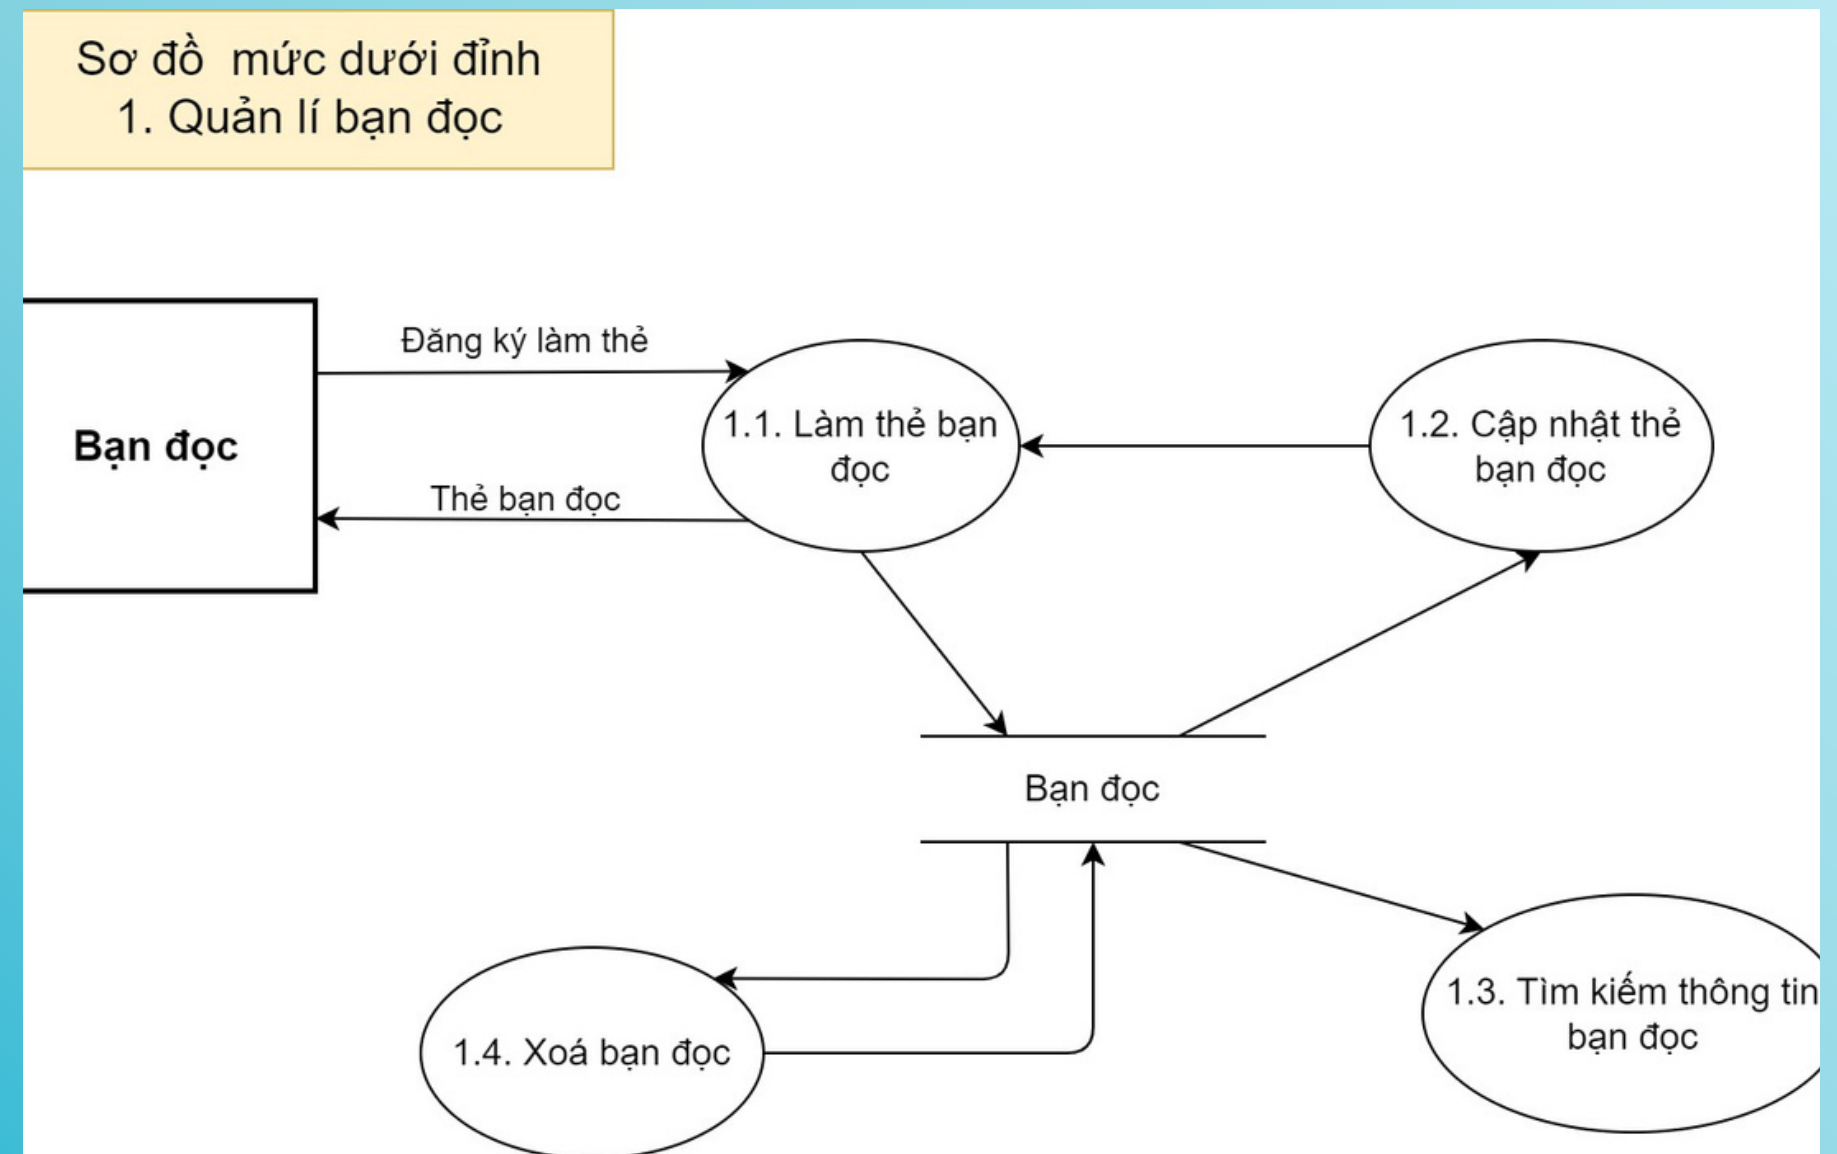 Sơ đồ mức dưới đỉnh
1. Quản lí bạn đọc
Đăng ký làm thẻ
Bạn đọc
Thẻ bạn đọc
1.1. Làm thẻ bạn
đọc
1.2. Cập nhật thẻ
bạn đọc
Bạn đọc
1.3. Tìm kiếm thông tin
bạn đọc
1.4. Xoá bạn đọc